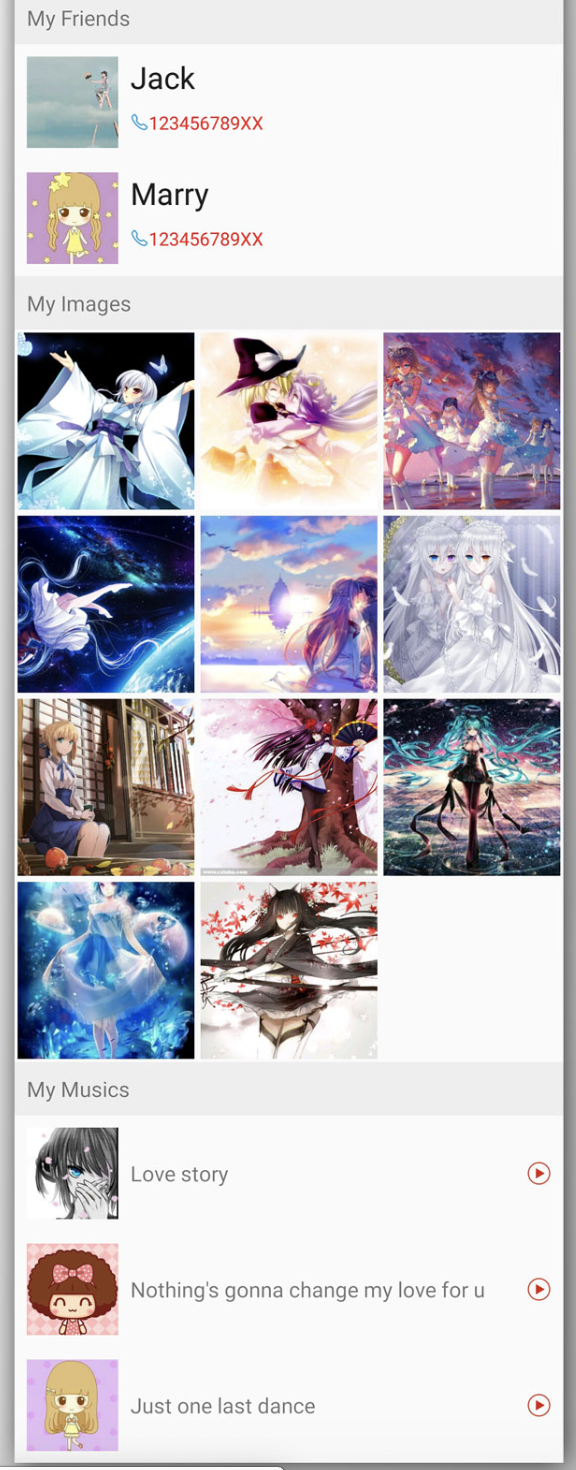 My Friends
Jack
123456789XX
Marry
123456789XX
My Images
My Musics
Love story
Nothing's gonna change my love for u
Just one last dance